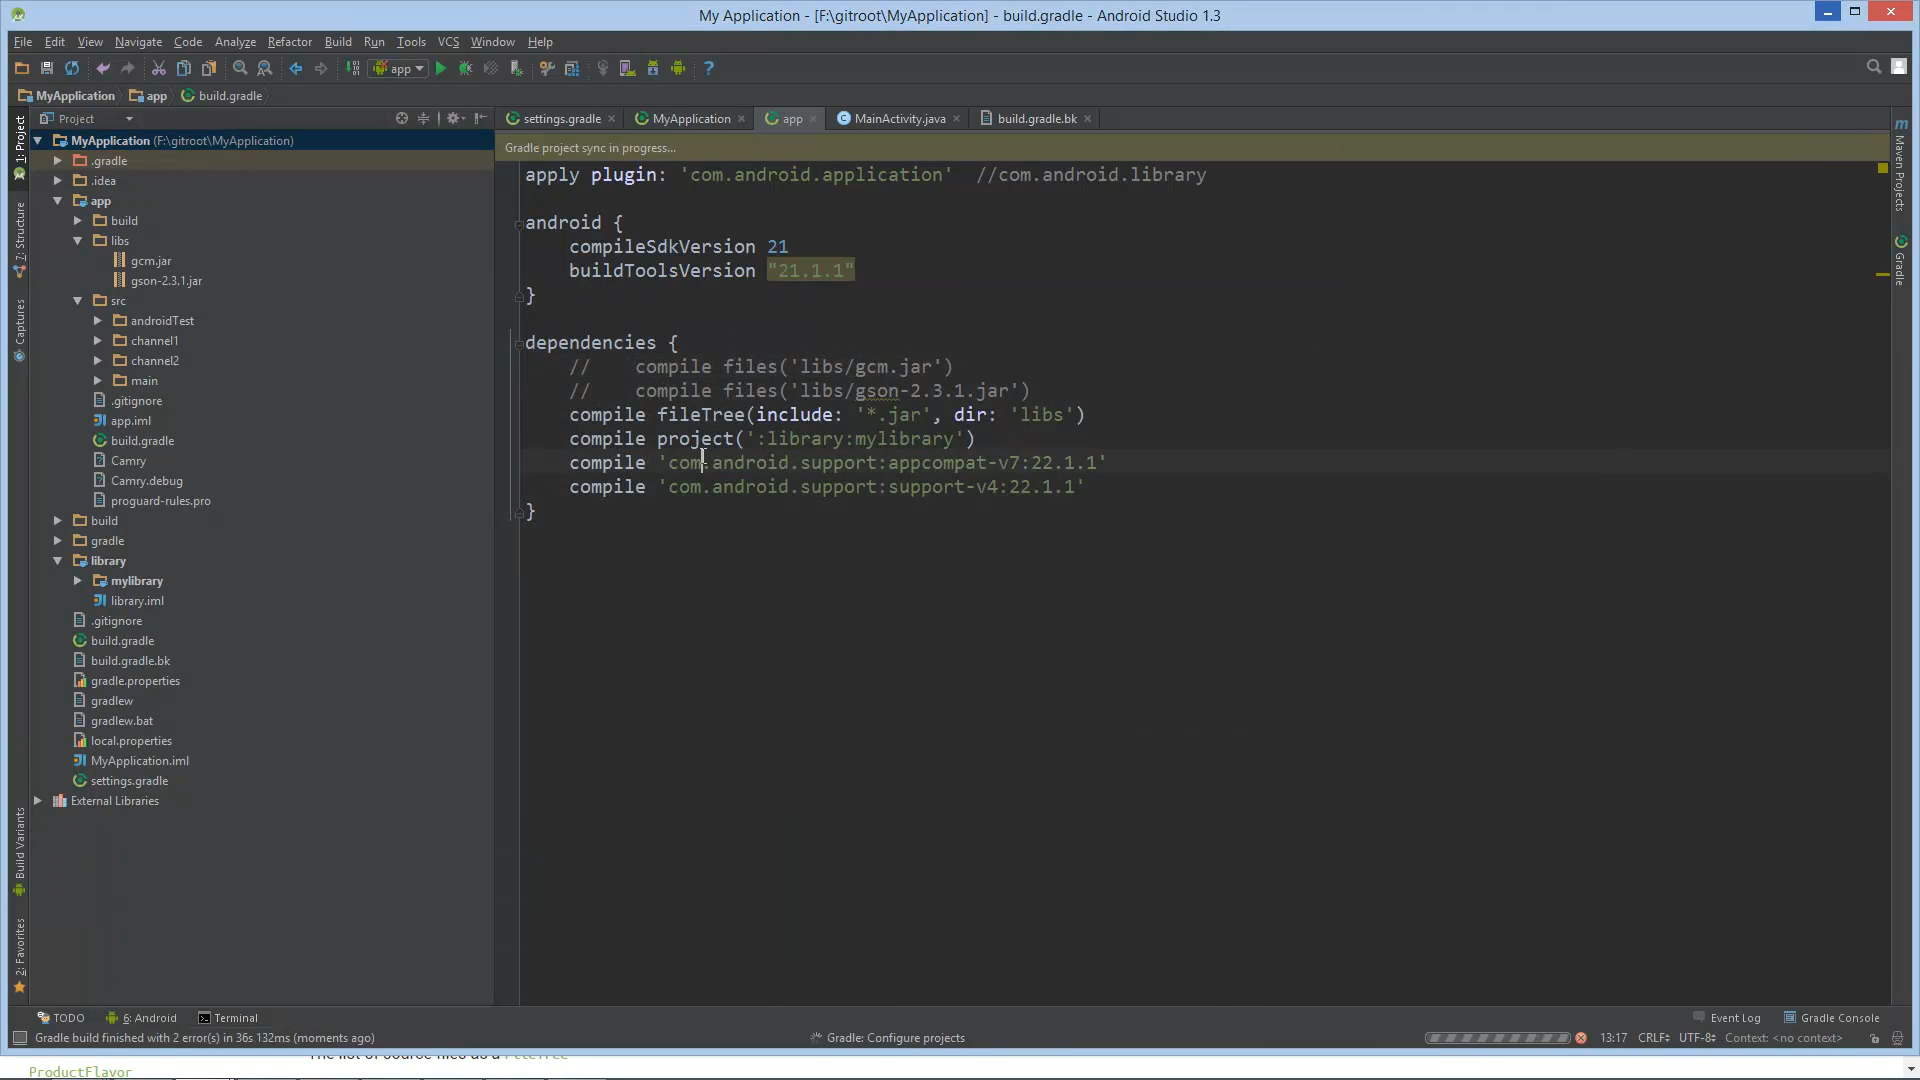 My Application - [F:\gitroot\MyApplication] - build.gradle - Android Studio 1.3
File Edit View Navigate Code Analyze Refactor Build Run Tools VCS Window Help
app
MyApplication app build.gradle
Project
settings.gradle MyApplication app MainActivity.java build.gradle.bk
Gradle project sync in progress...
1: Project
7: Structure
Captures
Build Variants
2: Favorites
MyApplication (F:\gitroot\MyApplication)
.gradle
.idea
app
build
libs
gcm.jar
gson-2.3.1.jar
src
androidTest
channel1
channel2
main
.gitignore
app.iml
build.gradle
Camry
Camry.debug
proguard-rules.pro
build
gradle
library
mylibrary
library.iml
.gitignore
build.gradle
build.gradle.bk
gradle.properties
gradlew
gradlew.bat
local.properties
MyApplication.iml
settings.gradle
External Libraries
apply plugin: 'com.android.application' //com.android.library
android {
compileSdkVersion 21
buildToolsVersion "21.1.1"
}
dependencies {
// compile files('libs/gcm.jar')
// compile files('libs/gson-2.3.1.jar')
compile fileTree(include: '*.jar', dir: 'libs')
compile project(':library:mylibrary')
compile 'com.android.support:appcompat-v7:22.1.1'
compile 'com.android.support:support-v4:22.1.1'
}
m Maven Projects
Gradle
TODO 6: Android Terminal Event Log Gradle Console
Gradle build finished with 2 error(s) in 36s 132ms (moments ago) Gradle: Configure projects 13:17 CRLF UTF-8 Context: <no context>
The list of source files as a FileTree
ProductFlavor